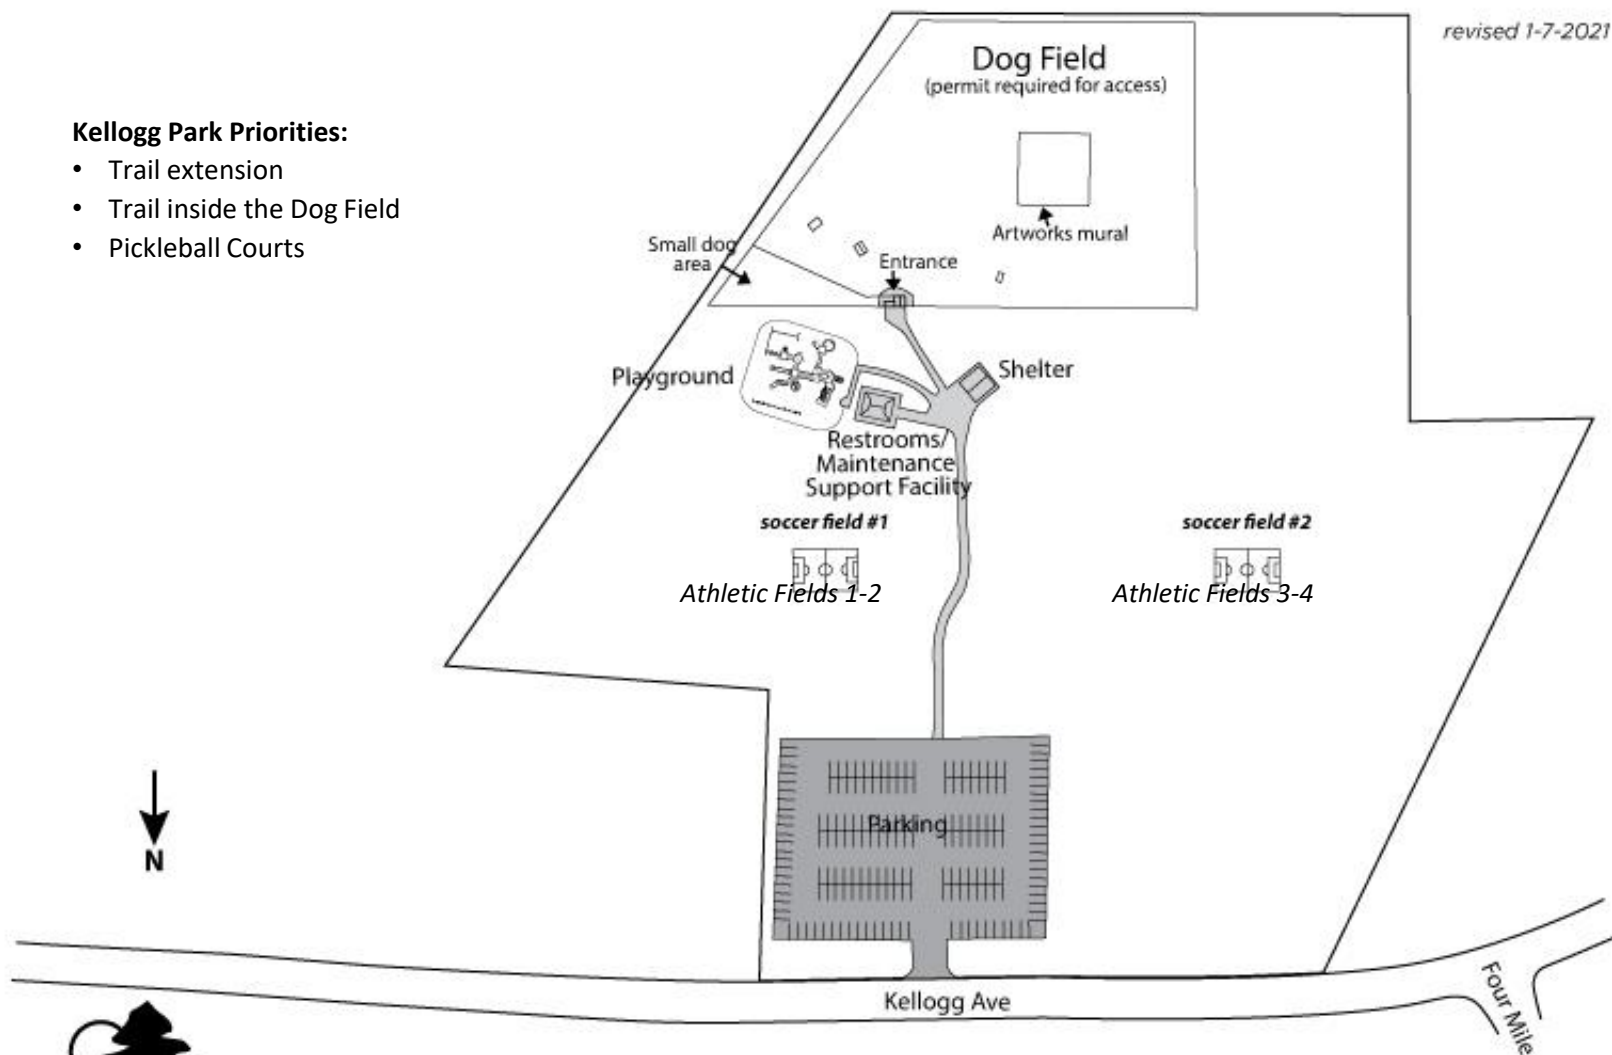 revised 1-7-2021
Dog Field
(permit required for access)
Kellogg Park Priorities:
• Trail extension
• Trail inside the Dog Field
• Pickleball Courts
Artworks mural
Small dog
area
Entrance
Playground
Shelter
Restrooms/
Maintenance
Support Facility
soccer field #1
soccer field #2
Athletic Fields 1-2
Athletic Fields 3-4
Parking
N
Kellogg Ave
Four Mile